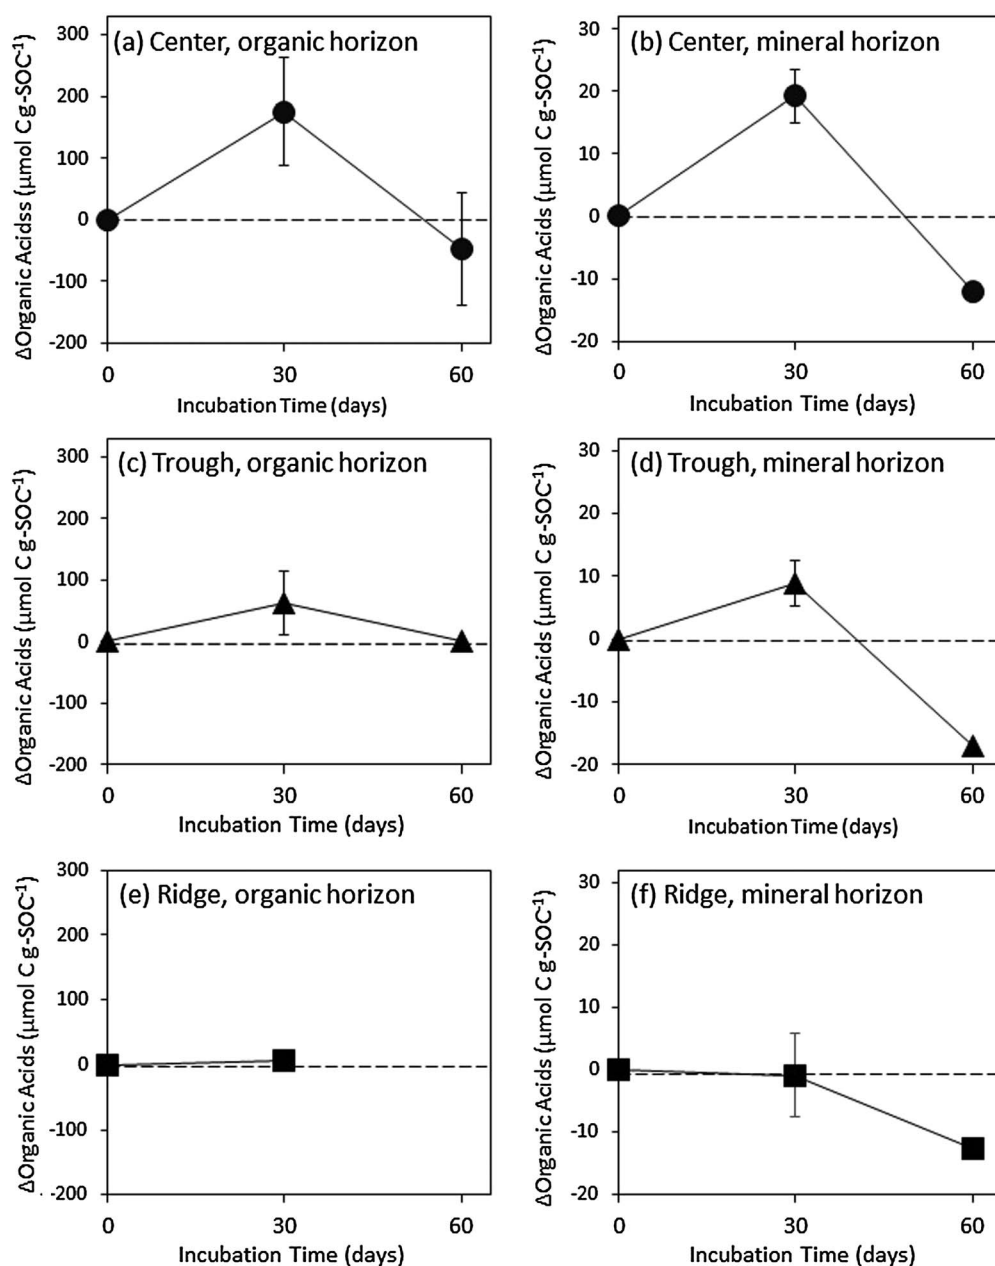 (a) Center, organic horizon
ΔOrganic Acidss (μmol C g-SOC⁻¹)
300
200
100
0
-100
-200
0 30 60
Incubation Time (days)
(b) Center, mineral horizon
ΔOrganic Acids (μmol C g-SOC⁻¹)
30
20
10
0
-10
-20
0 30 60
Incubation Time (days)
(c) Trough, organic horizon
ΔOrganic Acids (μmol C g-SOC⁻¹)
300
200
100
0
-100
-200
0 30 60
Incubation Time (days)
(d) Trough, mineral horizon
ΔOrganic Acids (μmol C g-SOC⁻¹)
30
20
10
0
-10
-20
0 30 60
Incubation Time (days)
(e) Ridge, organic horizon
ΔOrganic Acids (μmol C g-SOC⁻¹)
300
200
100
0
-100
-200
0 30 60
Incubation Time (days)
(f) Ridge, mineral horizon
ΔOrganic Acids (μmol C g-SOC⁻¹)
30
20
10
0
-10
-20
0 30 60
Incubation Time (days)